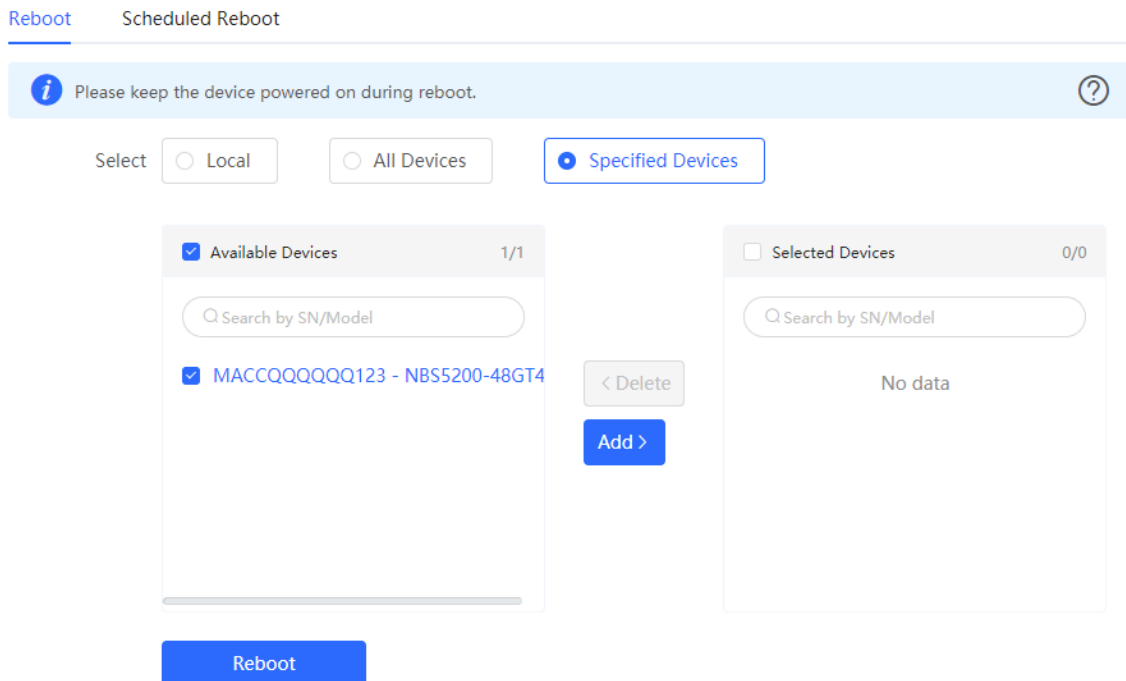 Reboot Scheduled Reboot
Please keep the device powered on during reboot.
Select Local All Devices Specified Devices
Available Devices 1/1 Selected Devices 0/0
Search by SN/Model Search by SN/Model
MACCQQQQQQ123 - NBS5200-48GT4
< Delete No data
Add >
Reboot